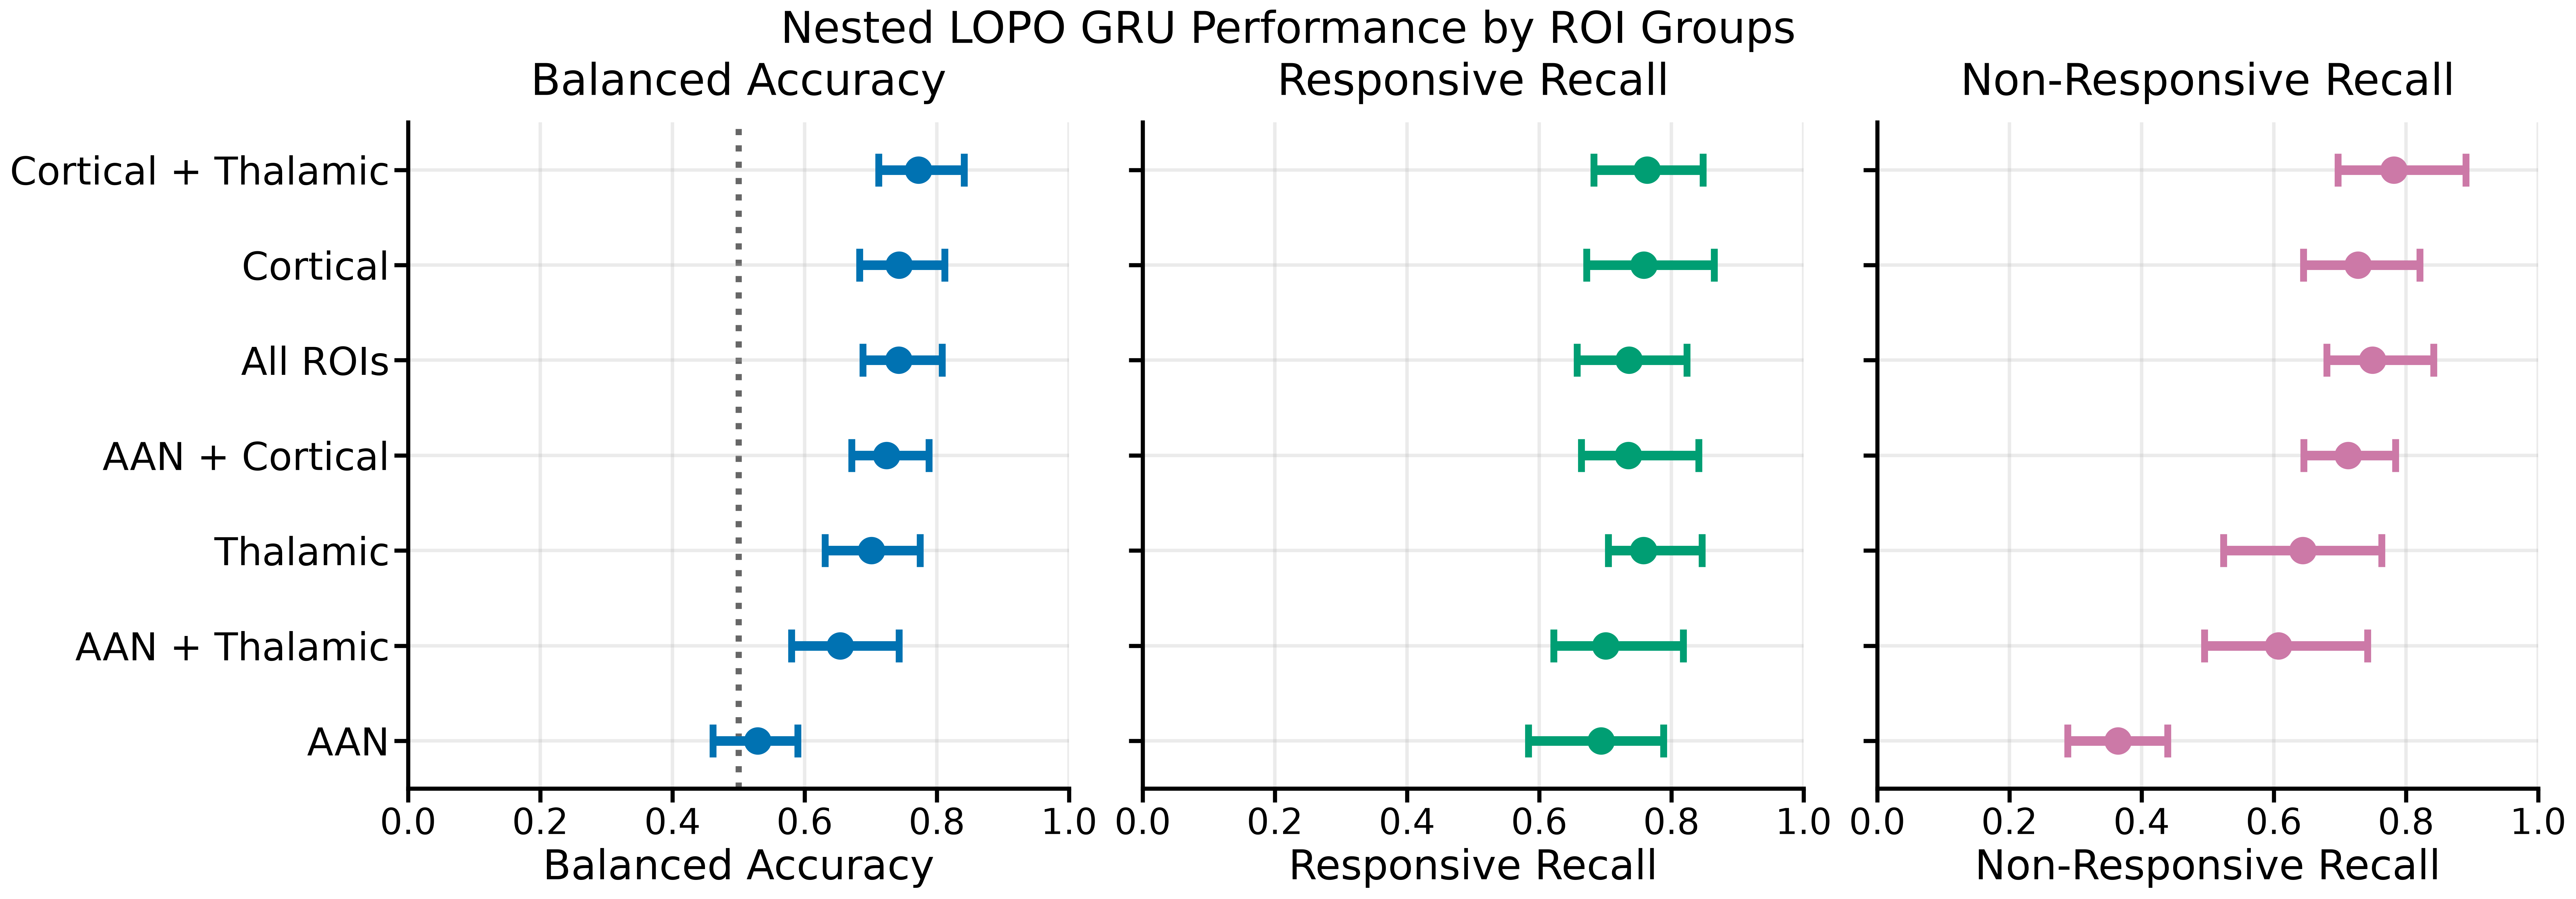 Nested LOPO GRU Performance by ROI Groups
Balanced Accuracy
Responsive Recall
Non-Responsive Recall
Cortical + Thalamic
Cortical
All ROIs
AAN + Cortical
Thalamic
AAN + Thalamic
AAN
0.0 0.2 0.4 0.6 0.8 1.0
0.0 0.2 0.4 0.6 0.8 1.0
0.0 0.2 0.4 0.6 0.8 1.0
Balanced Accuracy
Responsive Recall
Non-Responsive Recall